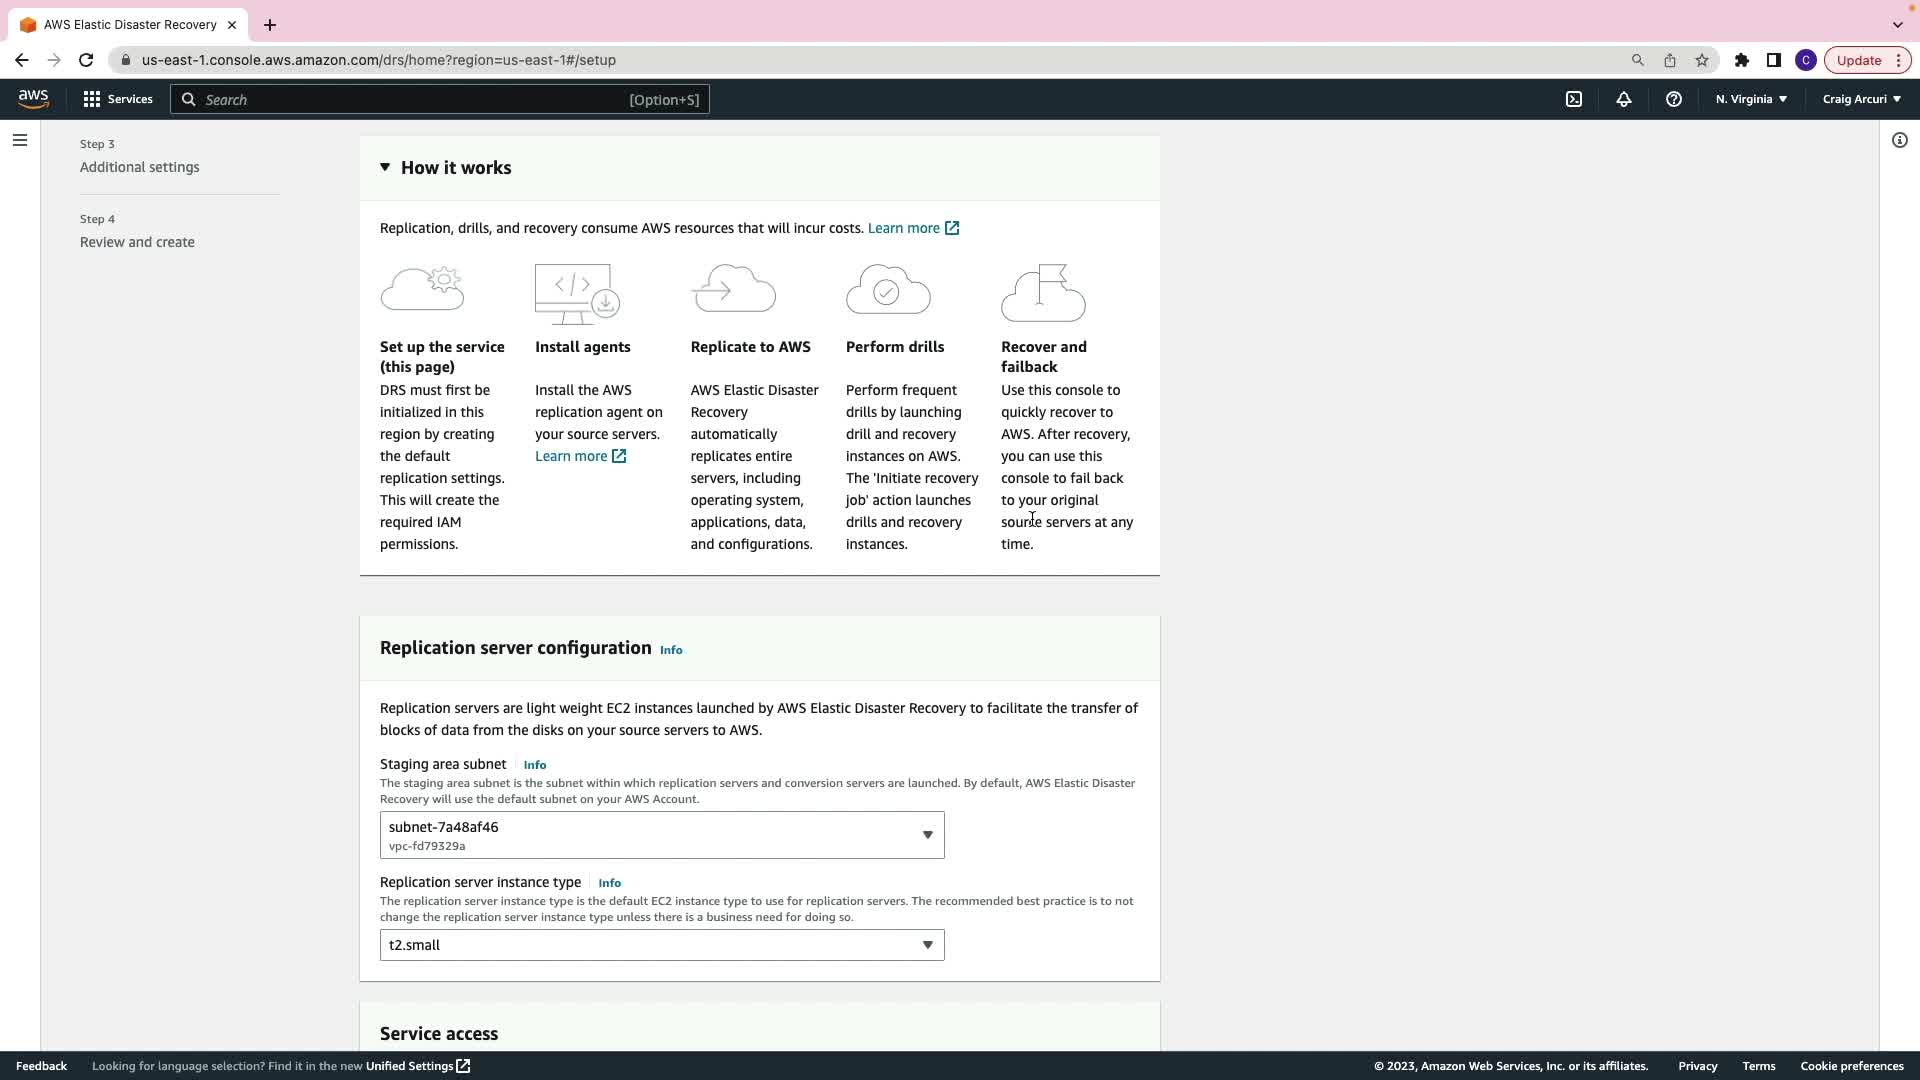 AWS Elastic Disaster Recovery
us-east-1.console.aws.amazon.com/drs/home?region=us-east-1#/setup
C
Update
aws
Services
Search
[Option+S]
N. Virginia
Craig Arcuri
Step 3
Additional settings
Step 4
Review and create
How it works
Replication, drills, and recovery consume AWS resources that will incur costs. Learn more
Set up the service
(this page)
DRS must first be
initialized in this
region by creating
the default
replication settings.
This will create the
required IAM
permissions.
Install agents
Install the AWS
replication agent on
your source servers.
Learn more
Replicate to AWS
AWS Elastic Disaster
Recovery
automatically
replicates entire
servers, including
operating system,
applications, data,
and configurations.
Perform drills
Perform frequent
drills by launching
drill and recovery
instances on AWS.
The 'Initiate recovery
job' action launches
drills and recovery
instances.
Recover and
failback
Use this console to
quickly recover to
AWS. After recovery,
you can use this
console to fail back
to your original
source servers at any
time.
Replication server configuration Info
Replication servers are light weight EC2 instances launched by AWS Elastic Disaster Recovery to facilitate the transfer of
blocks of data from the disks on your source servers to AWS.
Staging area subnet Info
The staging area subnet is the subnet within which replication servers and conversion servers are launched. By default, AWS Elastic Disaster
Recovery will use the default subnet on your AWS Account.
subnet-7a48af46
vpc-fd79329a
Replication server instance type Info
The replication server instance type is the default EC2 instance type to use for replication servers. The recommended best practice is to not
change the replication server instance type unless there is a business need for doing so.
t2.small
Service access
Feedback
Looking for language selection? Find it in the new Unified Settings
© 2023, Amazon Web Services, Inc. or its affiliates.
Privacy
Terms
Cookie preferences